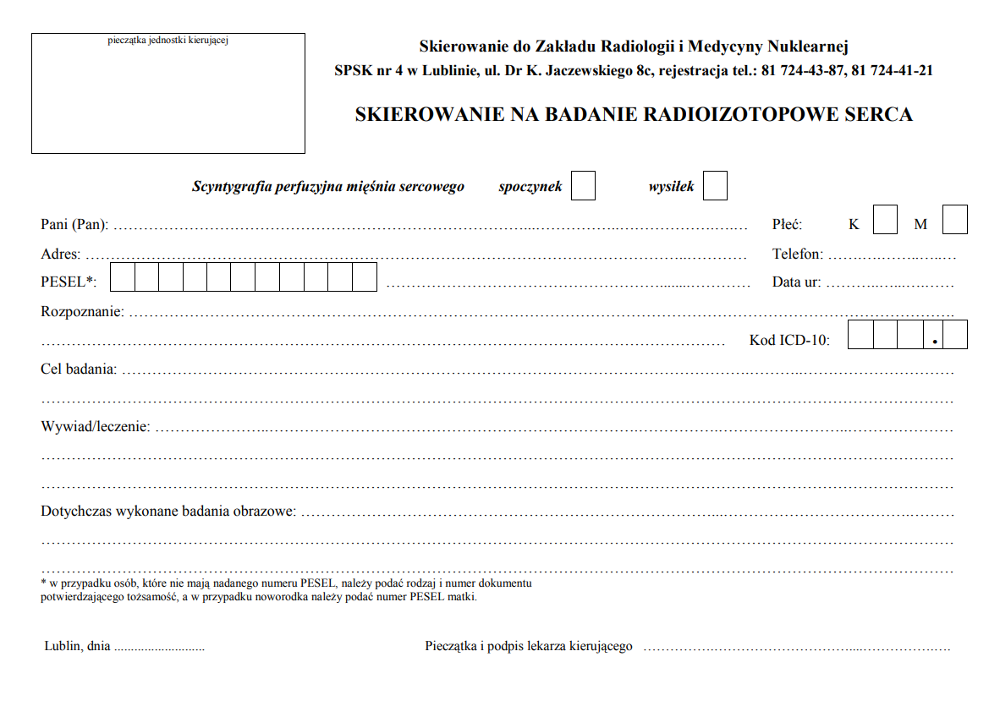 pieczątka jednostki kierującej
Skierowanie do Zakładu Radiologii i Medycyny Nuklearnej
SPSK nr 4 w Lublinie, ul. Dr K. Jaczewskiego 8c, rejestracja tel.: 81 724-43-87, 81 724-41-21
SKIEROWANIE NA BADANIE RADIOIZOTOPOWE SERCA
Scyntygrafia perfuzyjna mięśnia sercowego spoczynek wysiłek
Pani (Pan): ……………………………………………………………………… Płeć: K M
Adres: ……………………………………………………………………… Telefon: ……………………
PESEL*: ……………………………………………… Data ur: ……………………
Rozpoznanie: ………………………………………………………………………………………………
……………………………………………………………………… Kod ICD-10: .
Cel badania: ………………………………………………………………………………………………
………………………………………………………………………………………………………………
Wywiad/leczenie: …………………………………………………………………………………………
………………………………………………………………………………………………………………
………………………………………………………………………………………………………………
Dotychczas wykonane badania obrazowe: ………………………………………………………………
………………………………………………………………………………………………………………
………………………………………………………………………………………………………………
* w przypadku osób, które nie mają nadanego numeru PESEL, należy podać rodzaj i numer dokumentu
potwierdzającego tożsamość, a w przypadku noworodka należy podać numer PESEL matki.
Lublin, dnia ........................... Pieczątka i podpis lekarza kierującego ………………………………………